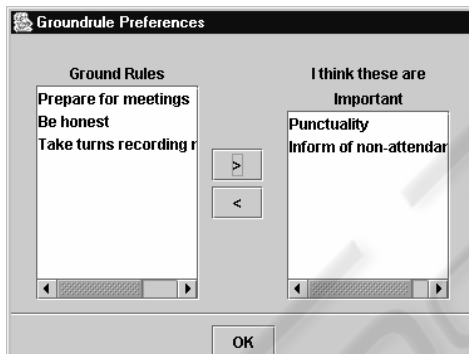 Groundrule Preferences
Ground Rules
Prepare for meetings
Be honest
Take turns recording
>
<
I think these are
Important
Punctuality
Inform of non-attendar
OK